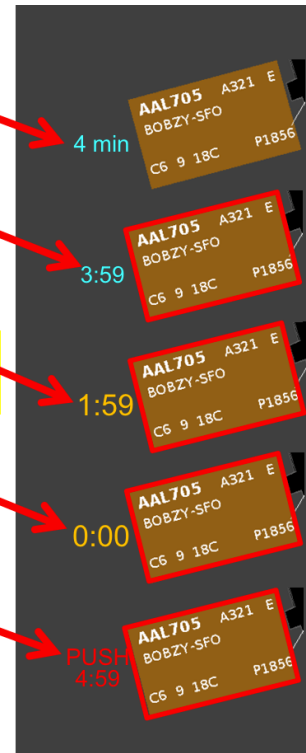 AAL705 A321 E
BOBZY-SFO
4 min
C6 9 18C P1856
AAL705 A321 E
BOBZY-SFO
3:59
C6 9 18C P1856
AAL705 A321 E
BOBZY-SFO
1:59
C6 9 18C P1856
AAL705 A321 E
BOBZY-SFO
0:00
C6 9 18C P1856
AAL705 A321 E
BOBZY-SFO
PUSH
4:59
C6 9 18C P1856